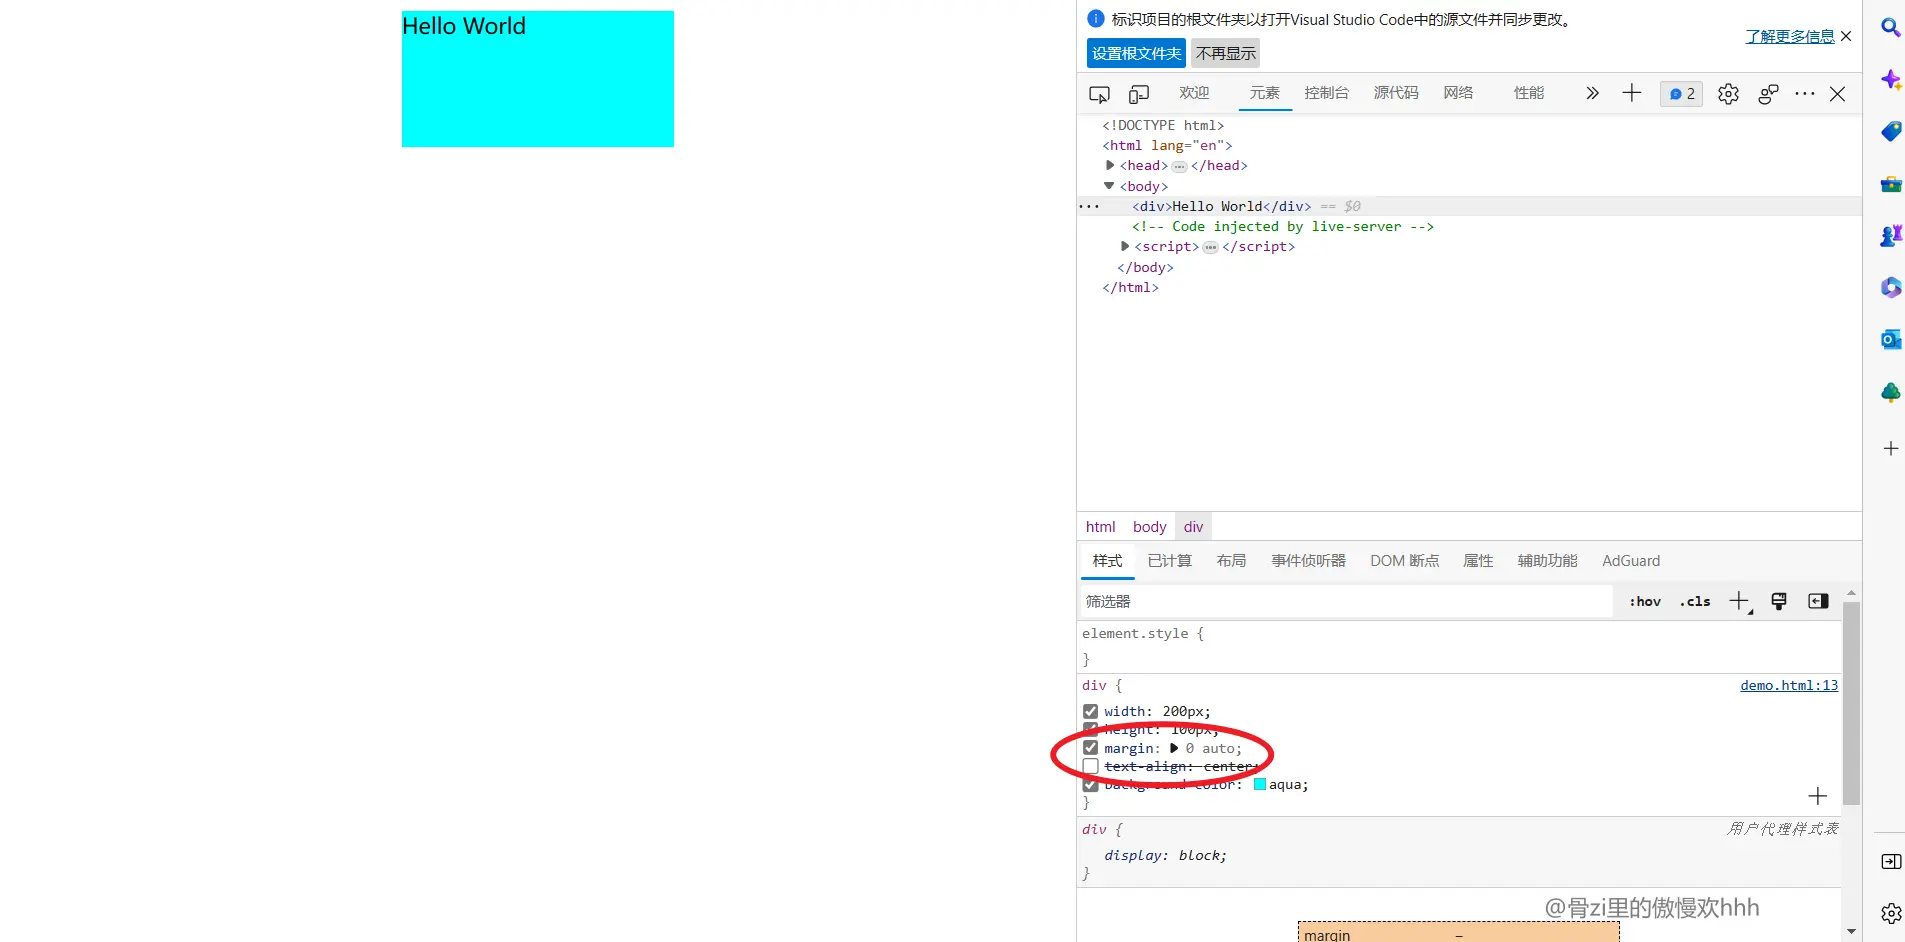 Hello World
标识项目的根文件夹以打开Visual Studio Code中的源文件并同步更改。
了解更多信息
设置根文件夹 不再显示
欢迎 元素 控制台 源代码 网络 性能 2
<!DOCTYPE html>
<html lang="en">
<head> ⋯ </head>
<body>
⋯ <div>Hello World</div> == $0
<!-- Code injected by live-server -->
<script> ⋯ </script>
</body>
</html>
html body div
样式 已计算 布局 事件侦听器 DOM 断点 属性 辅助功能 AdGuard
筛选器 :hov .cls
element.style {
}
div { demo.html:13
width: 200px;
height: 100px;
margin: 0 auto;
text-align: center;
background-color: aqua;
}
div { 用户代理样式表
display: block;
}
@骨zi里的傲慢欢hhh
margin –